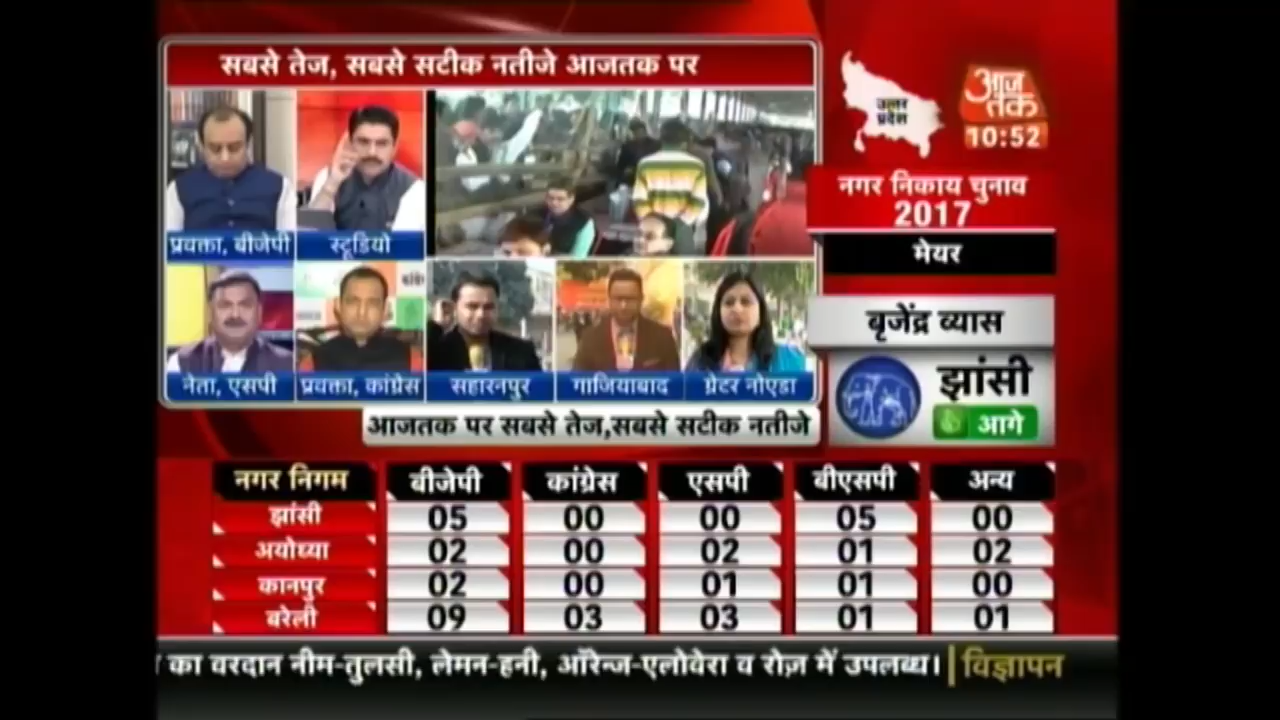 सबसे तेज, सबसे सटीक नतीजे आजतक पर
उत्तर
प्रदेश
आज
तक
10:52
प्रवक्ता, बीजेपी
स्टूडियो
नगर निकाय चुनाव
2017
मेयर
बृजेंद्र व्यास
झांसी
आगे
नेता, एसपी
प्रवक्ता, कांग्रेस
सहारनपुर
गाजियाबाद
ग्रेटर नोएडा
आजतक पर सबसे तेज,सबसे सटीक नतीजे
नगर निगम बीजेपी कांग्रेस एसपी बीएसपी अन्य
झांसी 05 00 00 05 00
अयोध्या 02 00 02 01 02
कानपुर 02 00 01 01 00
बरेली 09 03 03 01 01
का वरदान नीम-तुलसी, लेमन-हनी, ऑरेन्ज-एलोवेरा व रोज़ में उपलब्ध। विज्ञापन